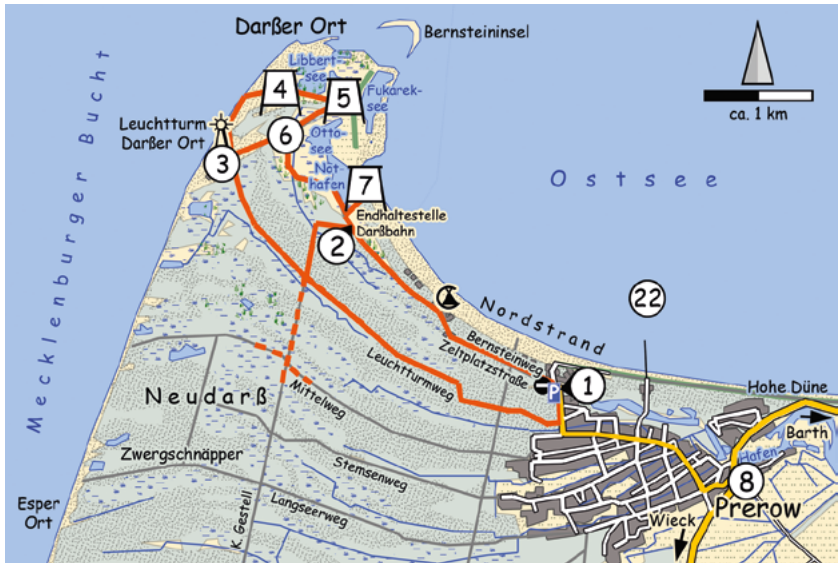 Darßer Ort
Bernsteininsel
Libbert-
see
4
5
Fukarek-
see
ca. 1 km
Leuchtturm
Darßer Ort
6
Otto-
see
3
Not-
hafen
7
Ostsee
Mecklenburger Bucht
Endhaltestelle
Darßbahn
2
Nordstrand
22
Bernsteinweg
Zeltplatzstraße
P
1
Leuchtturmweg
Hohe Düne
Barth
Neudarß
Mittelweg
Hafen
Zwergschnäpper
Stemsenweg
8
Prerow
Esper
Ort
K. Gestell
Langseerweg
Wieck